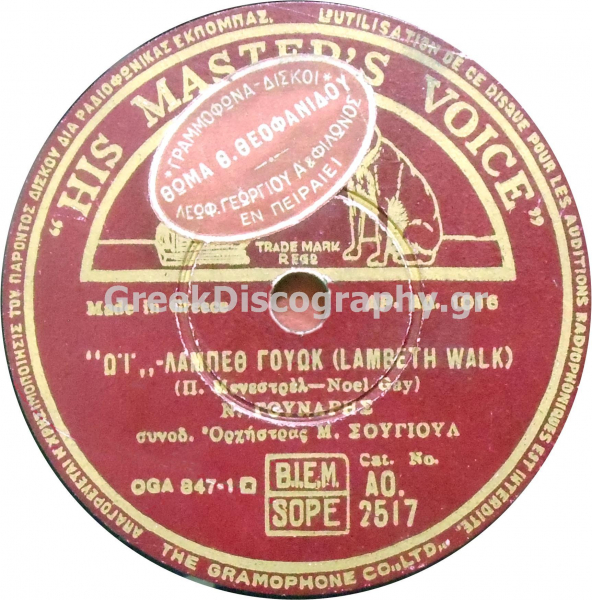 ΑΠΑΓΟΡΕΥΕΤΑΙ Η ΧΡΗΣΙΜΟΠΟΙΗΣΙΣ ΤΟΥ ΠΑΡΟΝΤΟΣ ΔΙΣΚΟΥ ΔΙΑ ΡΑΔΙΟΦΩΝΙΚΑΣ ΕΚΠΟΜΠΑΣ.
L'UTILISATION DE CE DISQUE POUR LES AUDITIONS RADIOPHONIQUES EST INTERDITE.
"HIS MASTER'S VOICE"
*ΓΡΑΜΜΟΦΩΝΑ-ΔΙΣΚΟΙ*
ΘΩΜΑ Θ. ΘΕΟΦΑΝΙΔΟΥ
ΛΕΩΦ. ΓΕΩΡΓΙΟΥ Α & ΦΙΛΩΝΟΣ
ΕΝ ΠΕΙΡΑΙΕΙ
TRADE MARK
REGD
GreekDiscography.gr
Made in Greece
"Ω·Ι·,,-ΛΑΜΠΕΘ ΓΟΥΩΚ (LAMBETH WALK)
(Π. Μενεστρέλ—Noel Gay)
Ν. ΓΟΥΝΑΡΗΣ
συνοδ. Ὀρχήστρας Μ. ΣΟΥΓΙΟΥΛ
OGA 847-1 Ω
B.I.E.M.
SOPE
Cat. No.
AO.
2517
THE GRAMOPHONE CO. LTD.